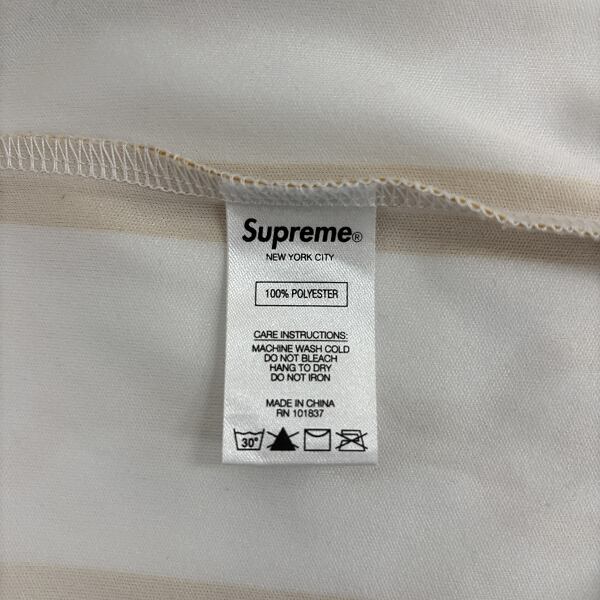 Supreme®
NEW YORK CITY
100% POLYESTER
CARE INSTRUCTIONS:
MACHINE WASH COLD
DO NOT BLEACH
HANG TO DRY
DO NOT IRON
MADE IN CHINA
RN 101837
30°